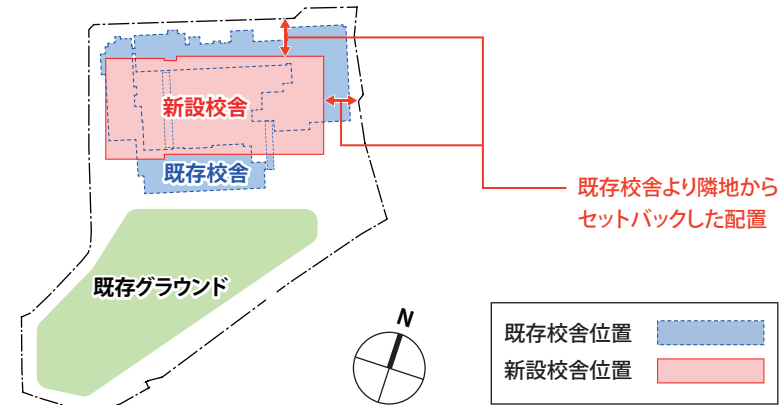 新設校舎
既存校舎
既存校舎より隣地から
セットバックした配置
既存グラウンド
N
既存校舎位置
新設校舎位置